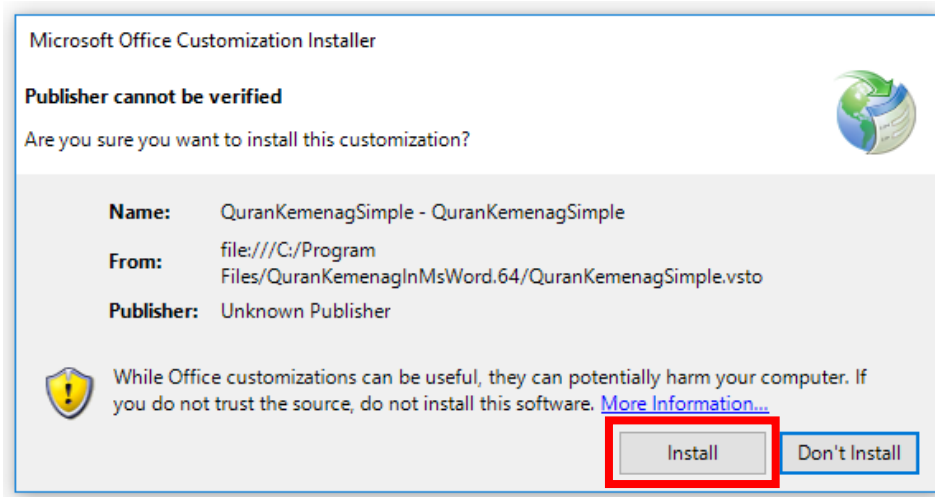 Microsoft Office Customization Installer
Publisher cannot be verified
Are you sure you want to install this customization?
Name: QuranKemenagSimple - QuranKemenagSimple
From: file:///C:/Program
Files/QuranKemenagInMsWord.64/QuranKemenagSimple.vsto
Publisher: Unknown Publisher
While Office customizations can be useful, they can potentially harm your computer. If
you do not trust the source, do not install this software. More Information...
Install Don't Install